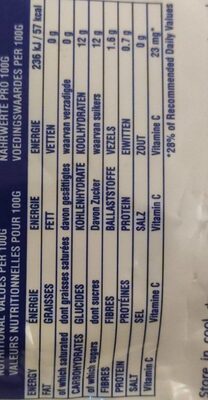 NUTRITIONAL VALUES PER 100G NÄHRWERTE PRO 100G
VALEURS NUTRITIONNELLES POUR 100G VOEDINGSWAARDES PER 100G
ENERGY ENERGIE ENERGIE ENERGIE 236 kJ / 57 kcal
FAT GRAISSES FETT VETTEN 0 g
of which saturated dont graisses saturées davon gesättigtes waarvan verzadigde 0 g
CARBOHYDRATES GLUCIDES KOHLENHYDRATE KOOLHYDRATEN 12 g
of which sugars dont sucres Davon Zucker waarvan suikers 12 g
FIBRES FIBRES BALLASTSTOFFE VEZELS 1.8 g
PROTEIN PROTÉINES PROTEIN EIWITTEN 0.7 g
SALT SEL SALZ ZOUT 0 g
Vitamin C Vitamine C Vitamin C Vitamine C 23 mg*
*28% of Recommended Daily Values
Store in cool